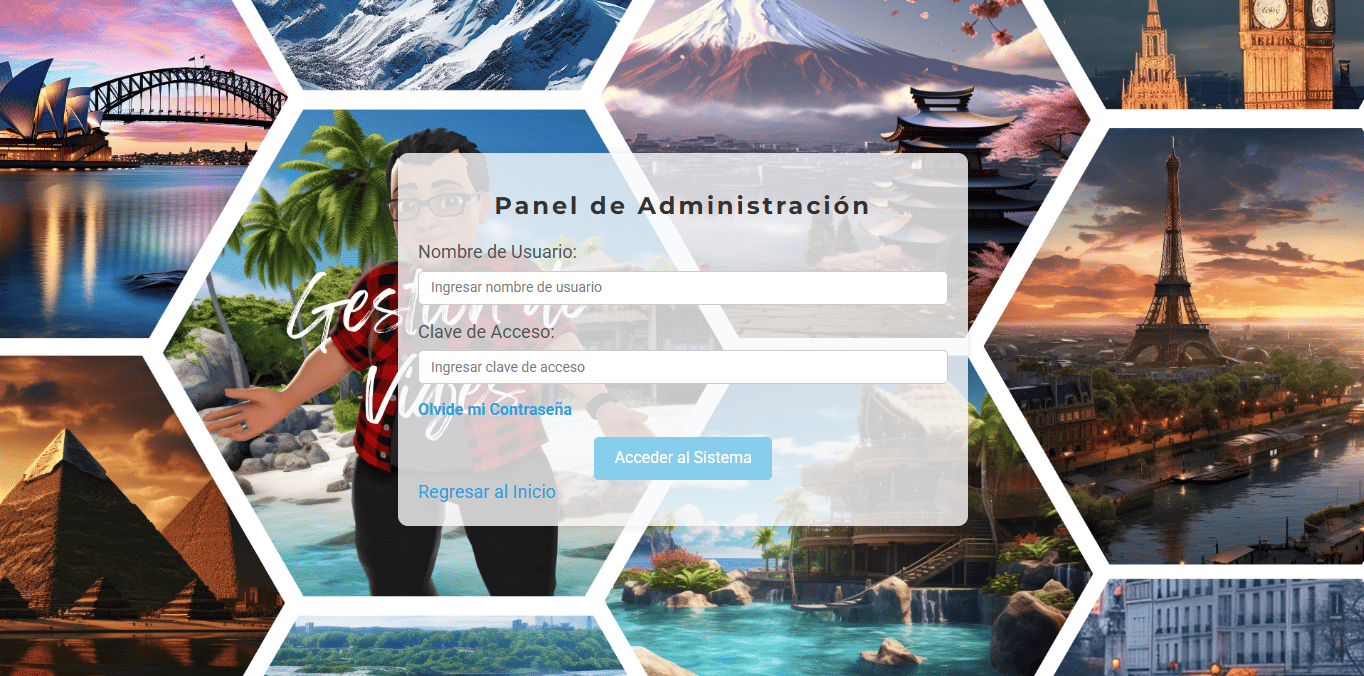 Panel de Administración
Nombre de Usuario:
Ingresar nombre de usuario
Gestión de
Clave de Acceso:
Ingresar clave de acceso
Viajes
Olvide mi Contraseña
Acceder al Sistema
Regresar al Inicio